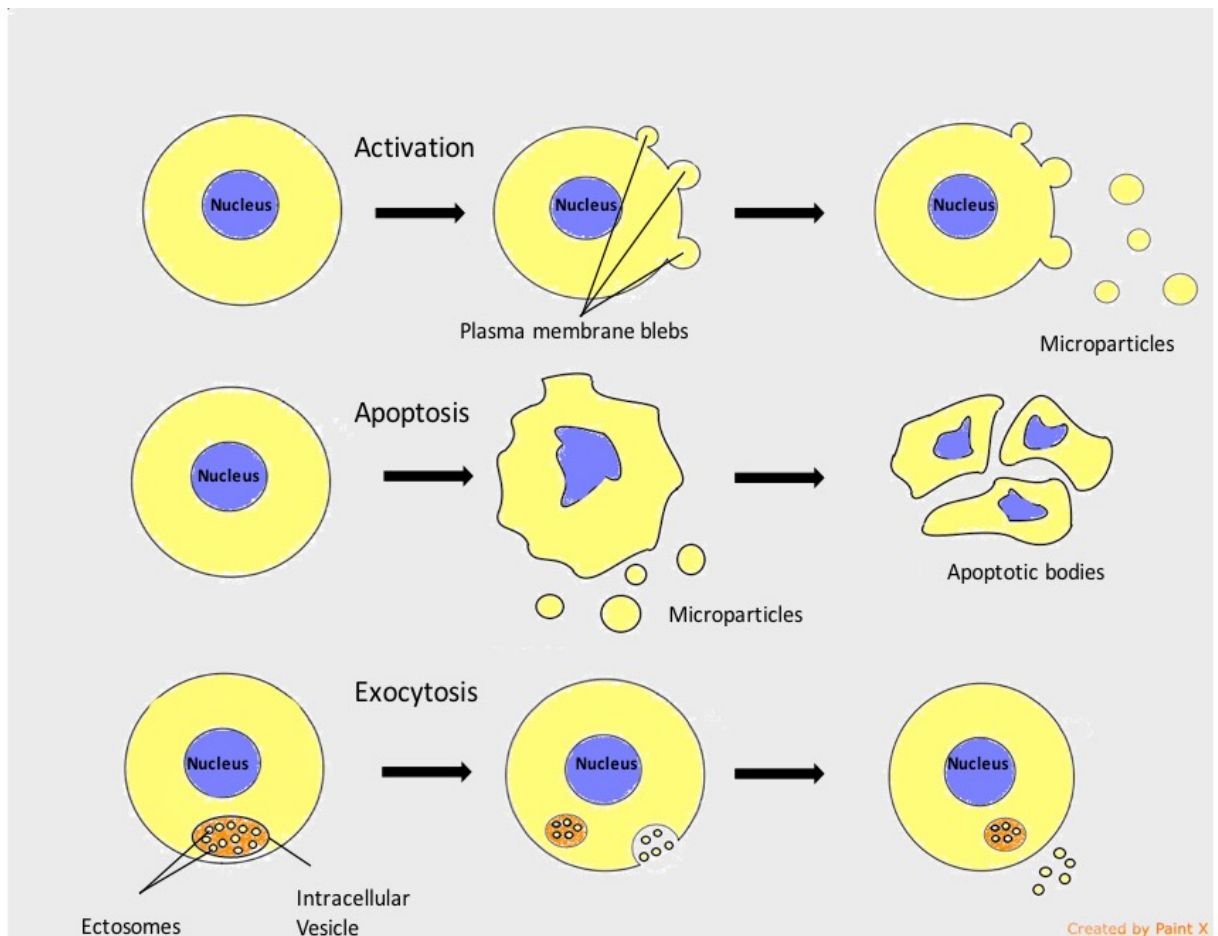 Activation
Nucleus
Nucleus
Nucleus
Plasma membrane blebs
Microparticles
Apoptosis
Nucleus
Apoptotic bodies
Microparticles
Exocytosis
Nucleus
Nucleus
Nucleus
Ectosomes
Intracellular
Vesicle
Created by Paint X